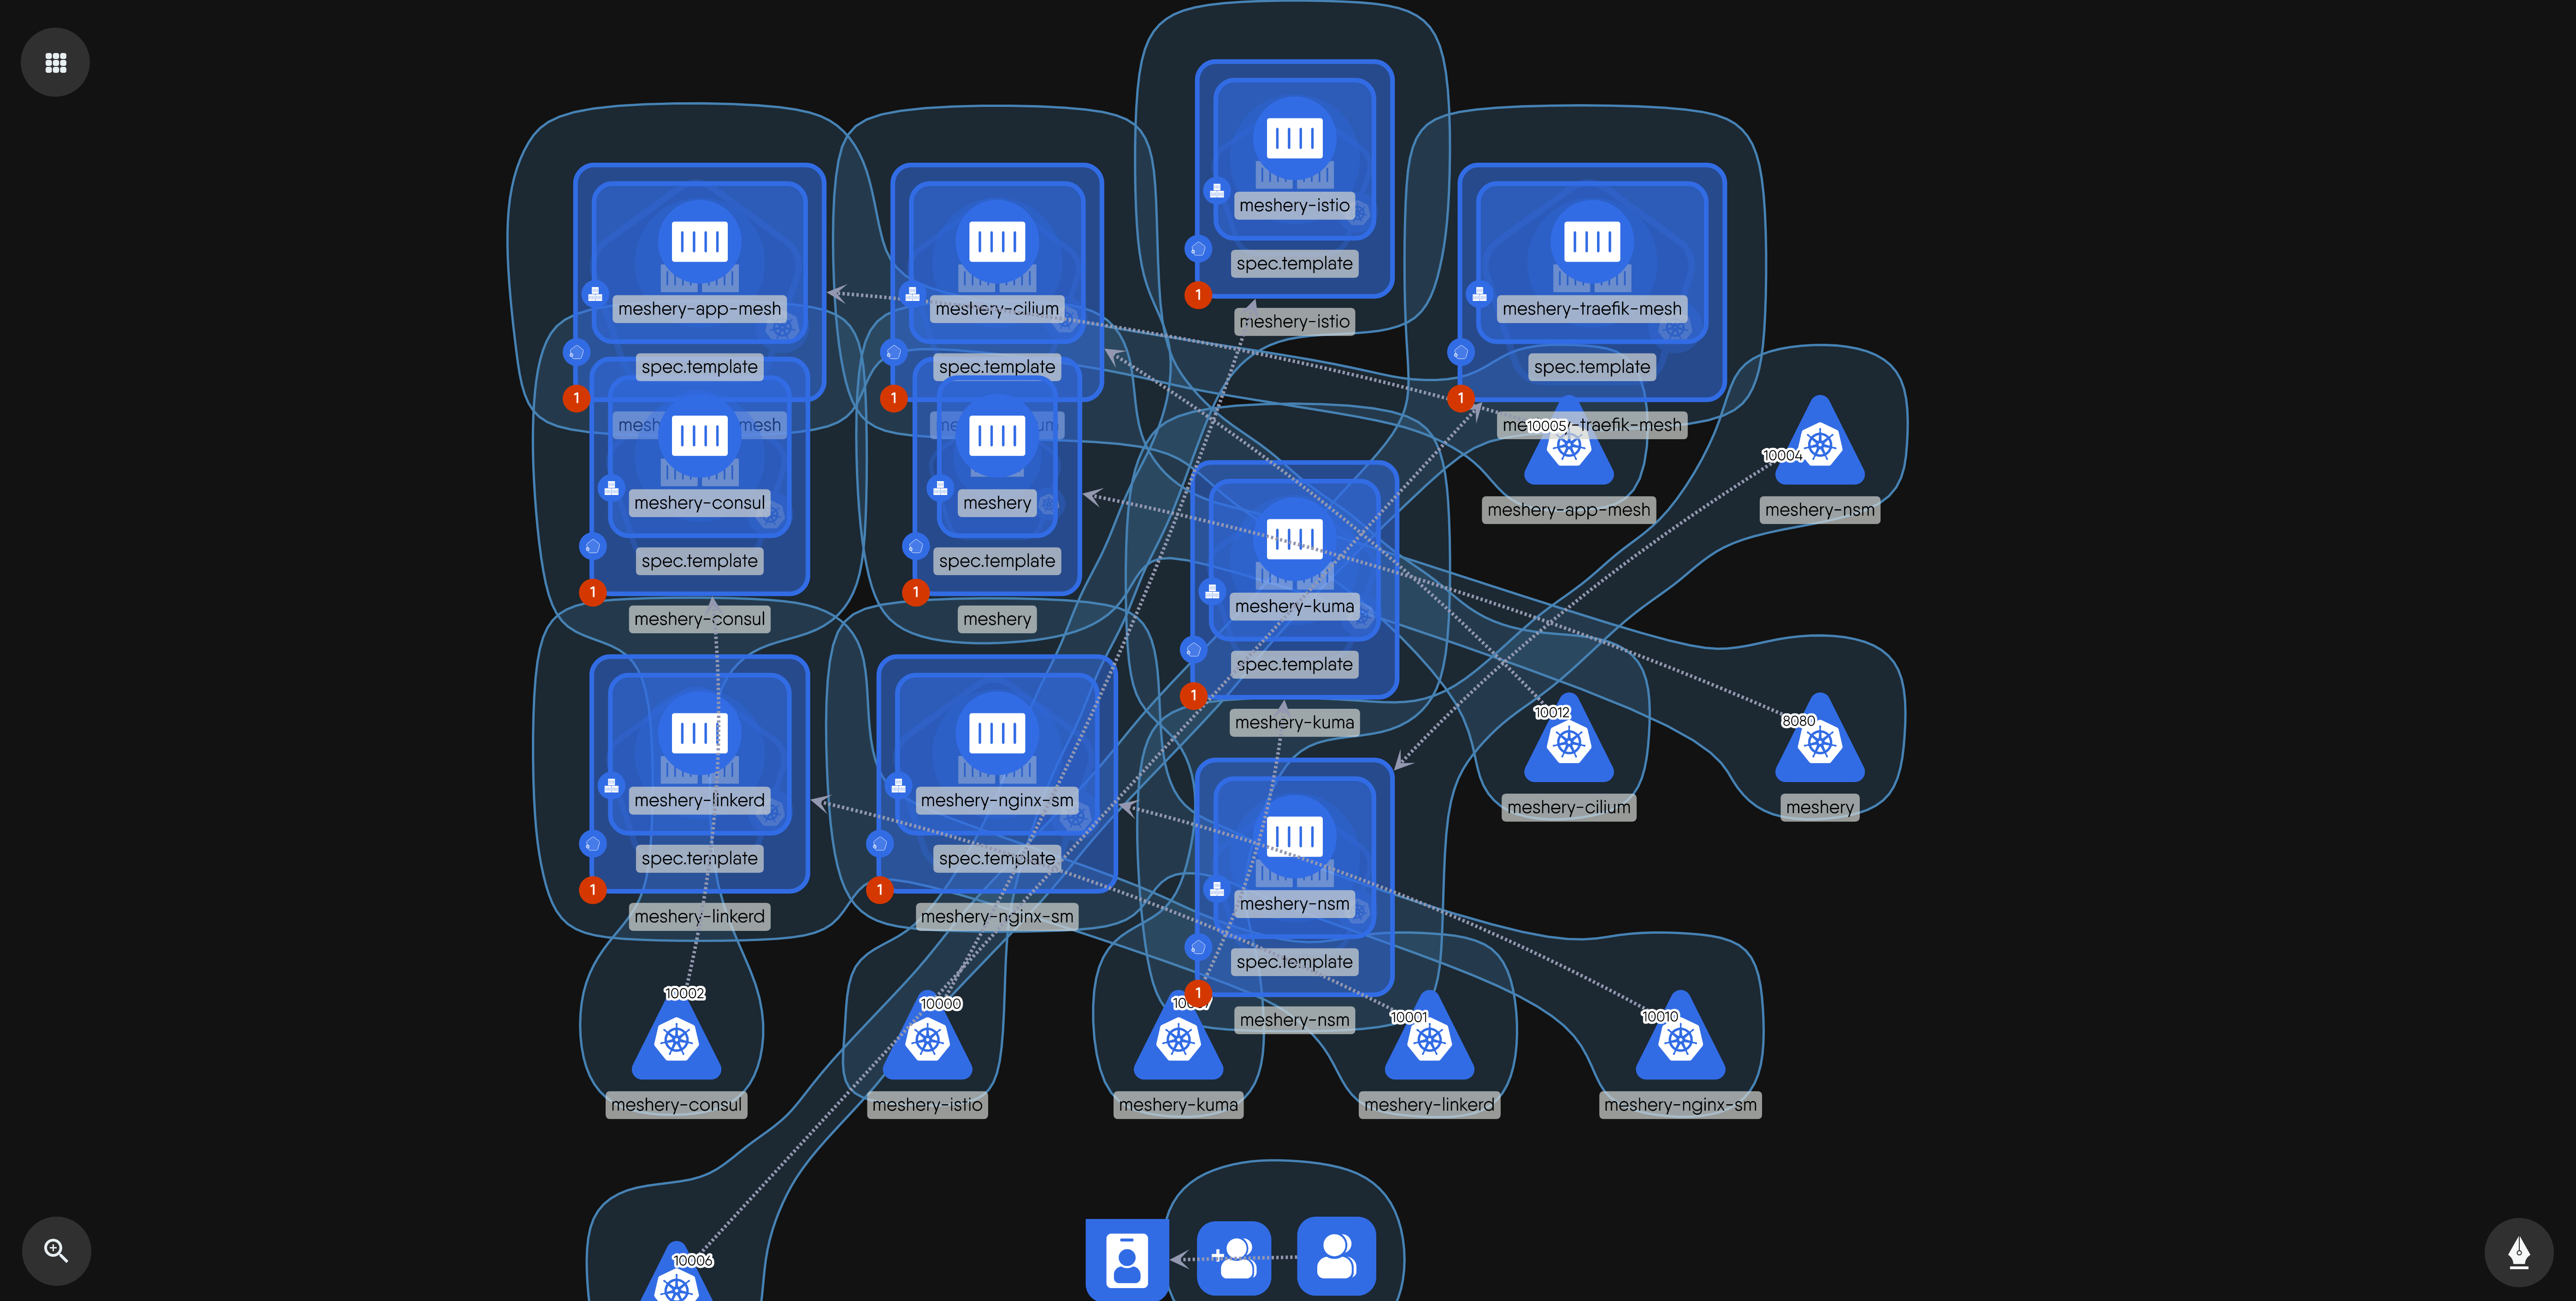 meshery-istio
spec.template
1
meshery-istio
meshery-app-mesh
spec.template
1
meshery-cilium
spec.template
1
meshery-traefik-mesh
spec.template
1
meshery-traefik-mesh
10005
meshery-app-mesh
10004
meshery-nsm
meshery-consul
spec.template
1
meshery-consul
meshery
spec.template
1
meshery
meshery-kuma
spec.template
1
meshery-kuma
10012
meshery-cilium
8080
meshery
meshery-linkerd
spec.template
1
meshery-linkerd
meshery-nginx-sm
spec.template
1
meshery-nginx-sm
meshery-nsm
spec.template
1
meshery-nsm
10002
meshery-consul
10000
meshery-istio
meshery-kuma
10001
meshery-linkerd
10010
meshery-nginx-sm
10006